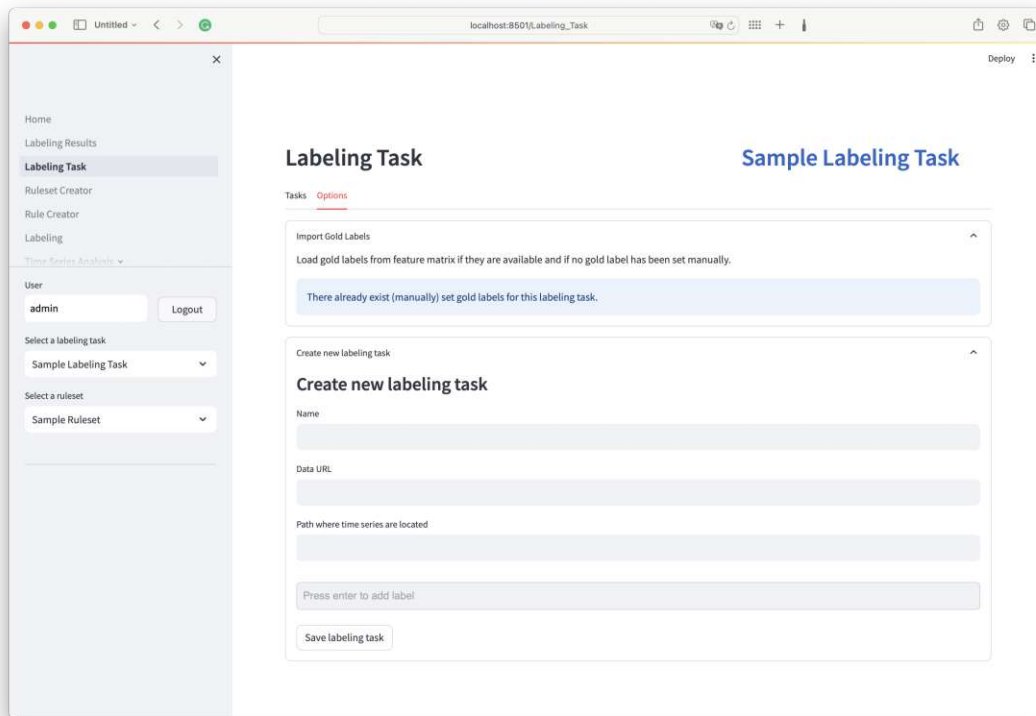 Untitled
localhost:8501/Labeling_Task
Deploy
Home
Labeling Results
Labeling Task
Ruleset Creator
Rule Creator
Labeling
Time Series Analysis
User
admin
Logout
Select a labeling task
Sample Labeling Task
Select a ruleset
Sample Ruleset
Labeling Task
Sample Labeling Task
Tasks Options
Import Gold Labels
Load gold labels from feature matrix if they are available and if no gold label has been set manually.
There already exist (manually) set gold labels for this labeling task.
Create new labeling task
Create new labeling task
Name
Data URL
Path where time series are located
Press enter to add label
Save labeling task